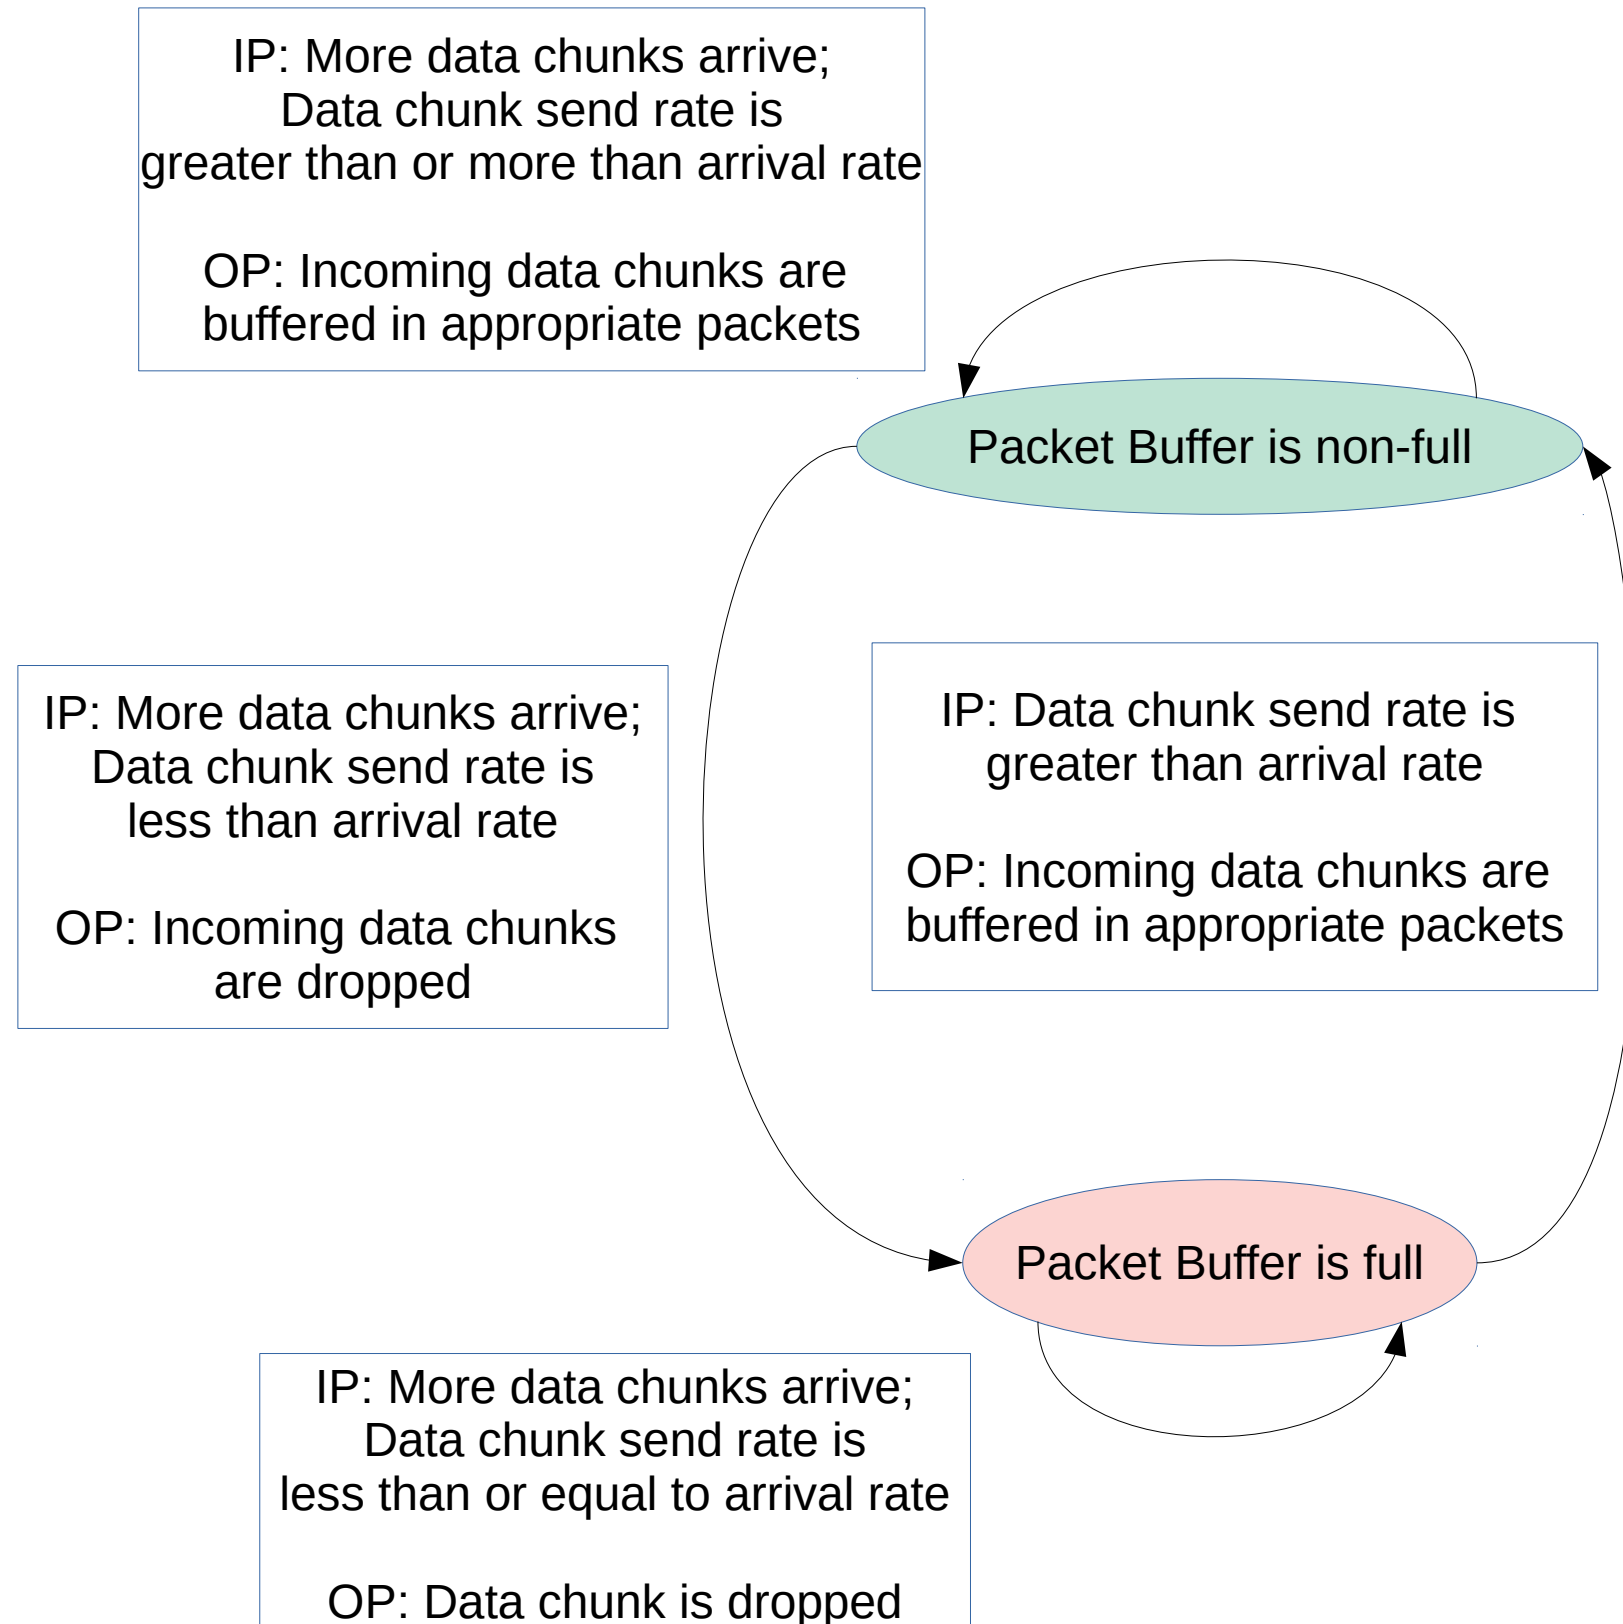 IP: More data chunks arrive;
Data chunk send rate is
greater than or more than arrival rate
OP: Incoming data chunks are
buffered in appropriate packets
Packet Buffer is non-full
IP: More data chunks arrive;
Data chunk send rate is
less than arrival rate
OP: Incoming data chunks
are dropped
IP: Data chunk send rate is
greater than arrival rate
OP: Incoming data chunks are
buffered in appropriate packets
Packet Buffer is full
IP: More data chunks arrive;
Data chunk send rate is
less than or equal to arrival rate
OP: Data chunk is dropped